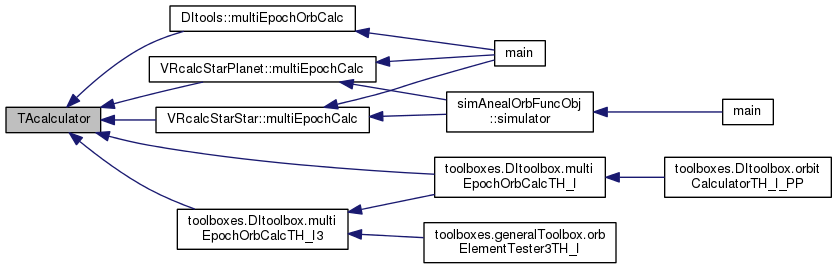 DItools::multiEpochOrbCalc
main
VRcalcStarPlanet::multiEpochCalc
simAnealOrbFuncObj
::simulator
main
TAcalculator
VRcalcStarStar::multiEpochCalc
toolboxes.DItoolbox.multi
EpochOrbCalcTH_I
toolboxes.DItoolbox.orbit
CalculatorTH_I_PP
toolboxes.DItoolbox.multi
EpochOrbCalcTH_I3
toolboxes.generalToolbox.orb
ElementTester3TH_I